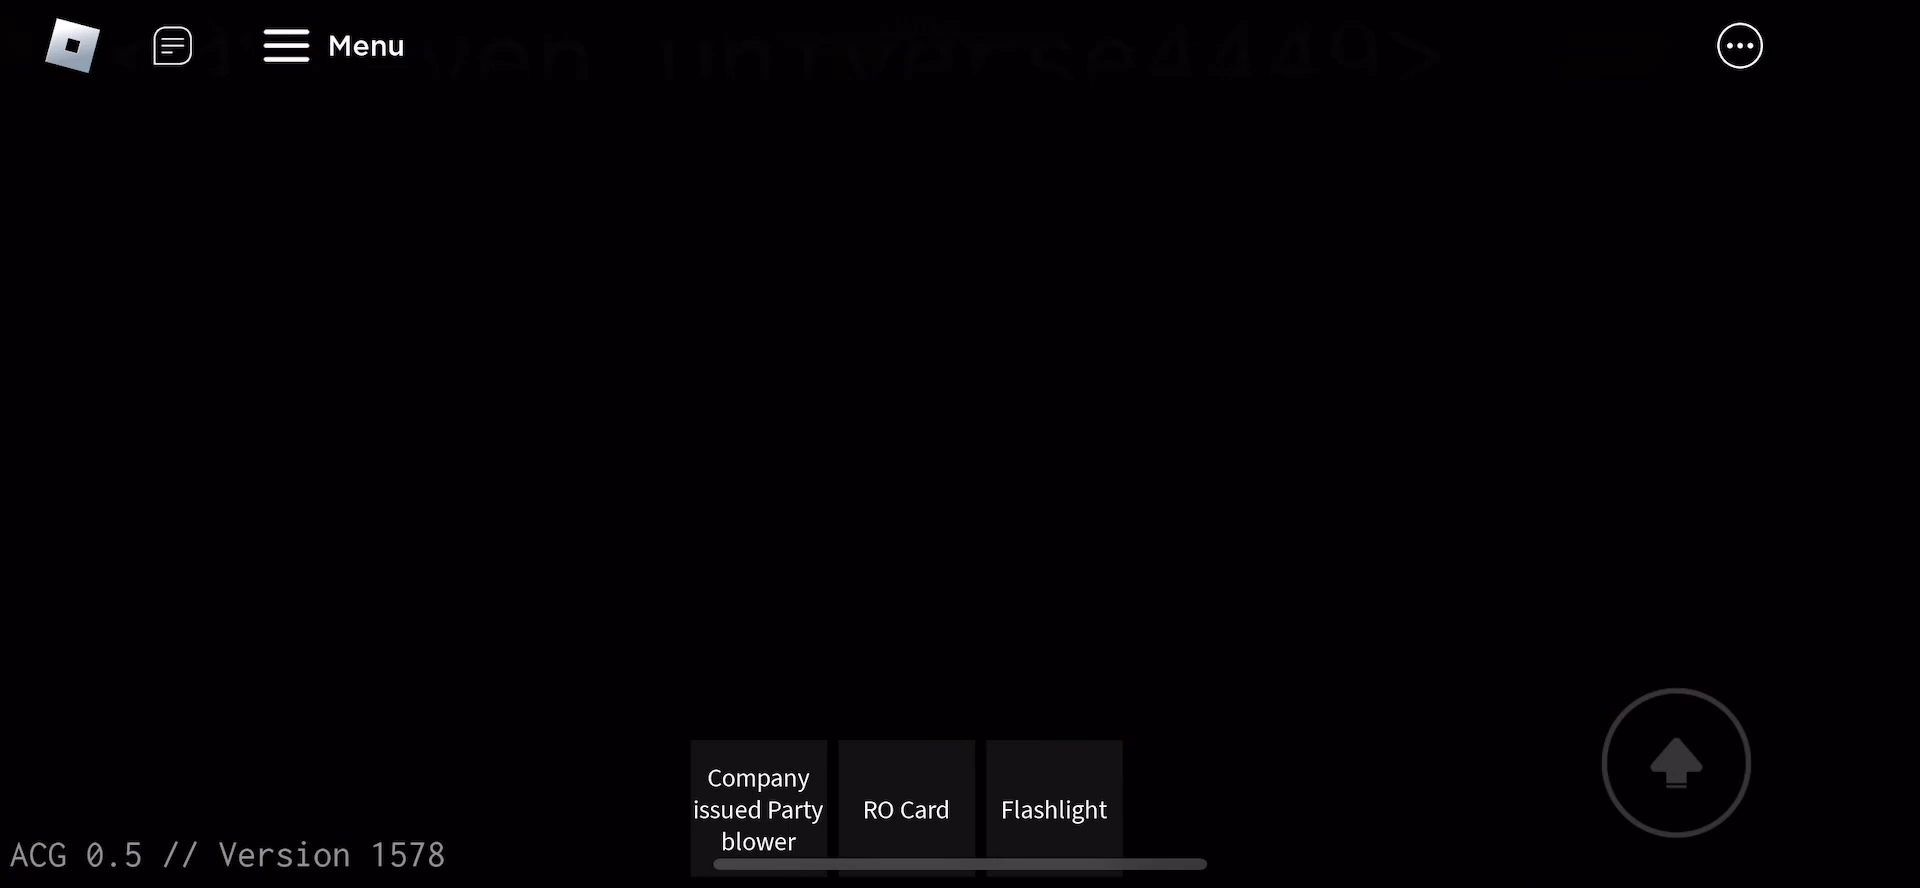 Menu
Company
issued Party
blower
RO Card
Flashlight
ACG 0.5 // Version 1578